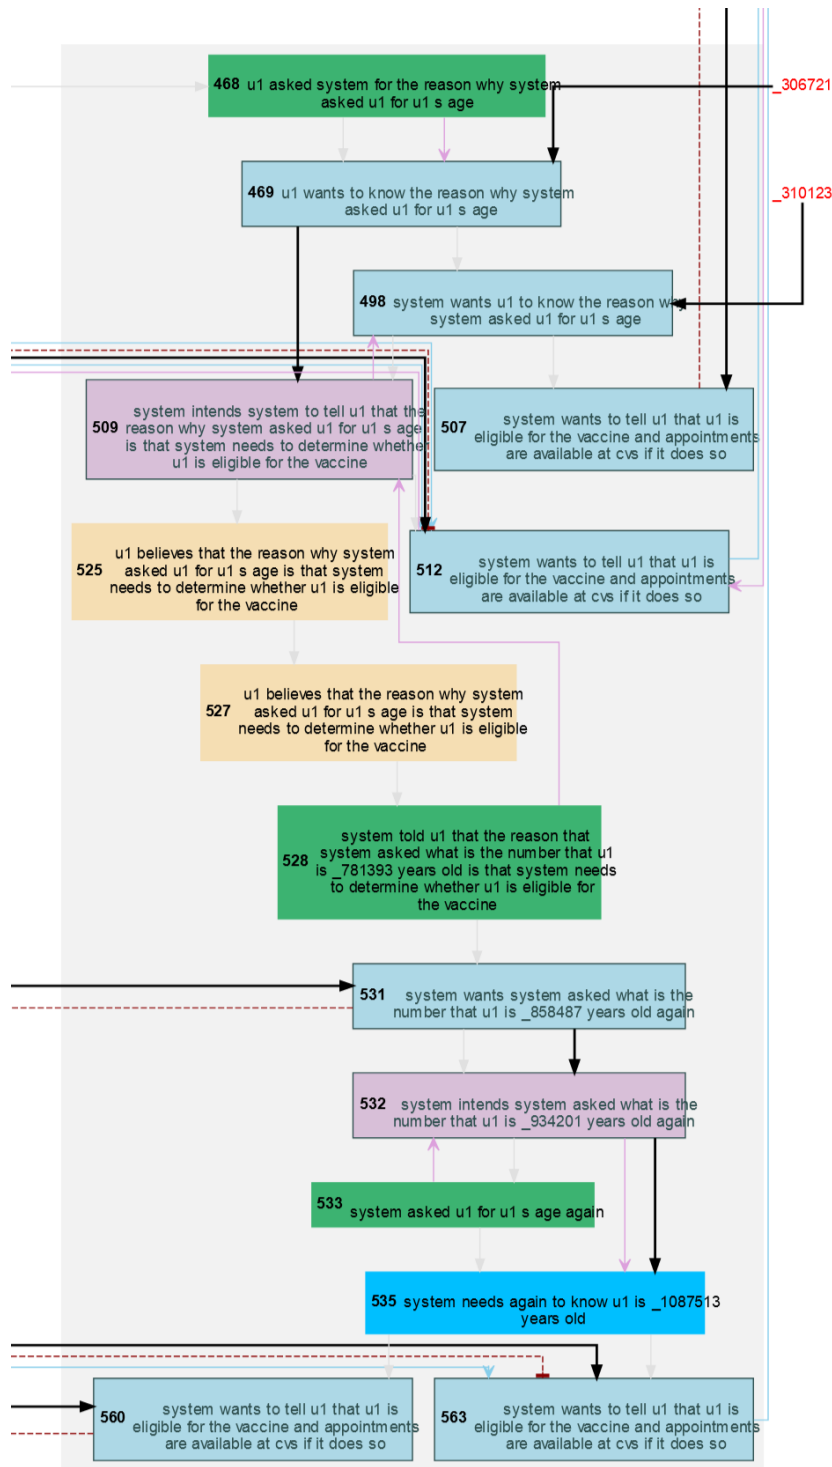 468 u1 asked system for the reason why system
asked u1 for u1 s age
_306721
469 u1 wants to know the reason why system
asked u1 for u1 s age
_310123
498 system wants u1 to know the reason why
system asked u1 for u1 s age
509 system intends system to tell u1 that the
reason why system asked u1 for u1 s age
is that system needs to determine whether
u1 is eligible for the vaccine
507 system wants to tell u1 that u1 is
eligible for the vaccine and appointments
are available at cvs if it does so
525 u1 believes that the reason why system
asked u1 for u1 s age is that system
needs to determine whether u1 is eligible
for the vaccine
512 system wants to tell u1 that u1 is
eligible for the vaccine and appointments
are available at cvs if it does so
527 u1 believes that the reason why system
asked u1 for u1 s age is that system
needs to determine whether u1 is eligible
for the vaccine
528 system told u1 that the reason that
system asked what is the number that u1
is _781393 years old is that system needs
to determine whether u1 is eligible for
the vaccine
531 system wants system asked what is the
number that u1 is _858487 years old again
532 system intends system asked what is the
number that u1 is _934201 years old again
533 system asked u1 for u1 s age again
535 system needs again to know u1 is _1087513
years old
560 system wants to tell u1 that u1 is
eligible for the vaccine and appointments
are available at cvs if it does so
563 system wants to tell u1 that u1 is
eligible for the vaccine and appointments
are available at cvs if it does so